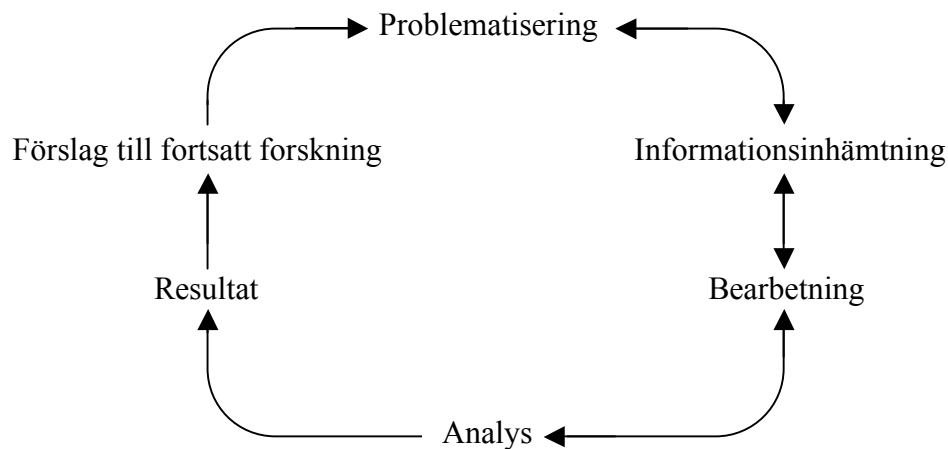 Problematisering
Förslag till fortsatt forskning
Informationsinhämtning
Resultat
Bearbetning
Analys